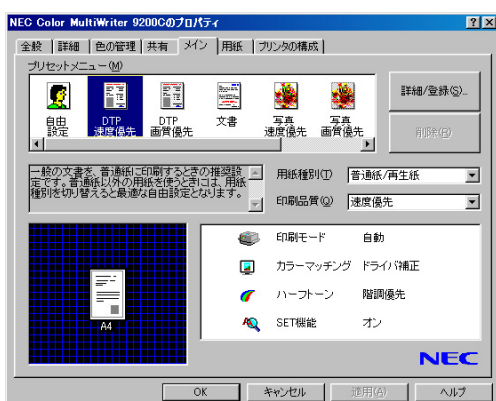 NEC Color MultiWriter 9200Cのプロパティ
全般 詳細 色の管理 共有 メイン 用紙 プリンタの構成
プリセットメニュー(M)
自由設定
DTP速度優先
DTP画質優先
文書
写真速度優先
写真画質優先
詳細/登録(S)...
削除(R)
一般の文書を、普通紙に印刷するときの推奨設
定です。普通紙以外の用紙を使うときには、用紙
種別を切り替えると最適な自由設定となります。
用紙種別(T) 普通紙/再生紙
印刷品質(Q) 速度優先
印刷モード 自動
カラーマッチング ドライバ補正
ハーフトーン 階調優先
SET機能 オン
A4
NEC
OK キャンセル 適用(A) ヘルプ